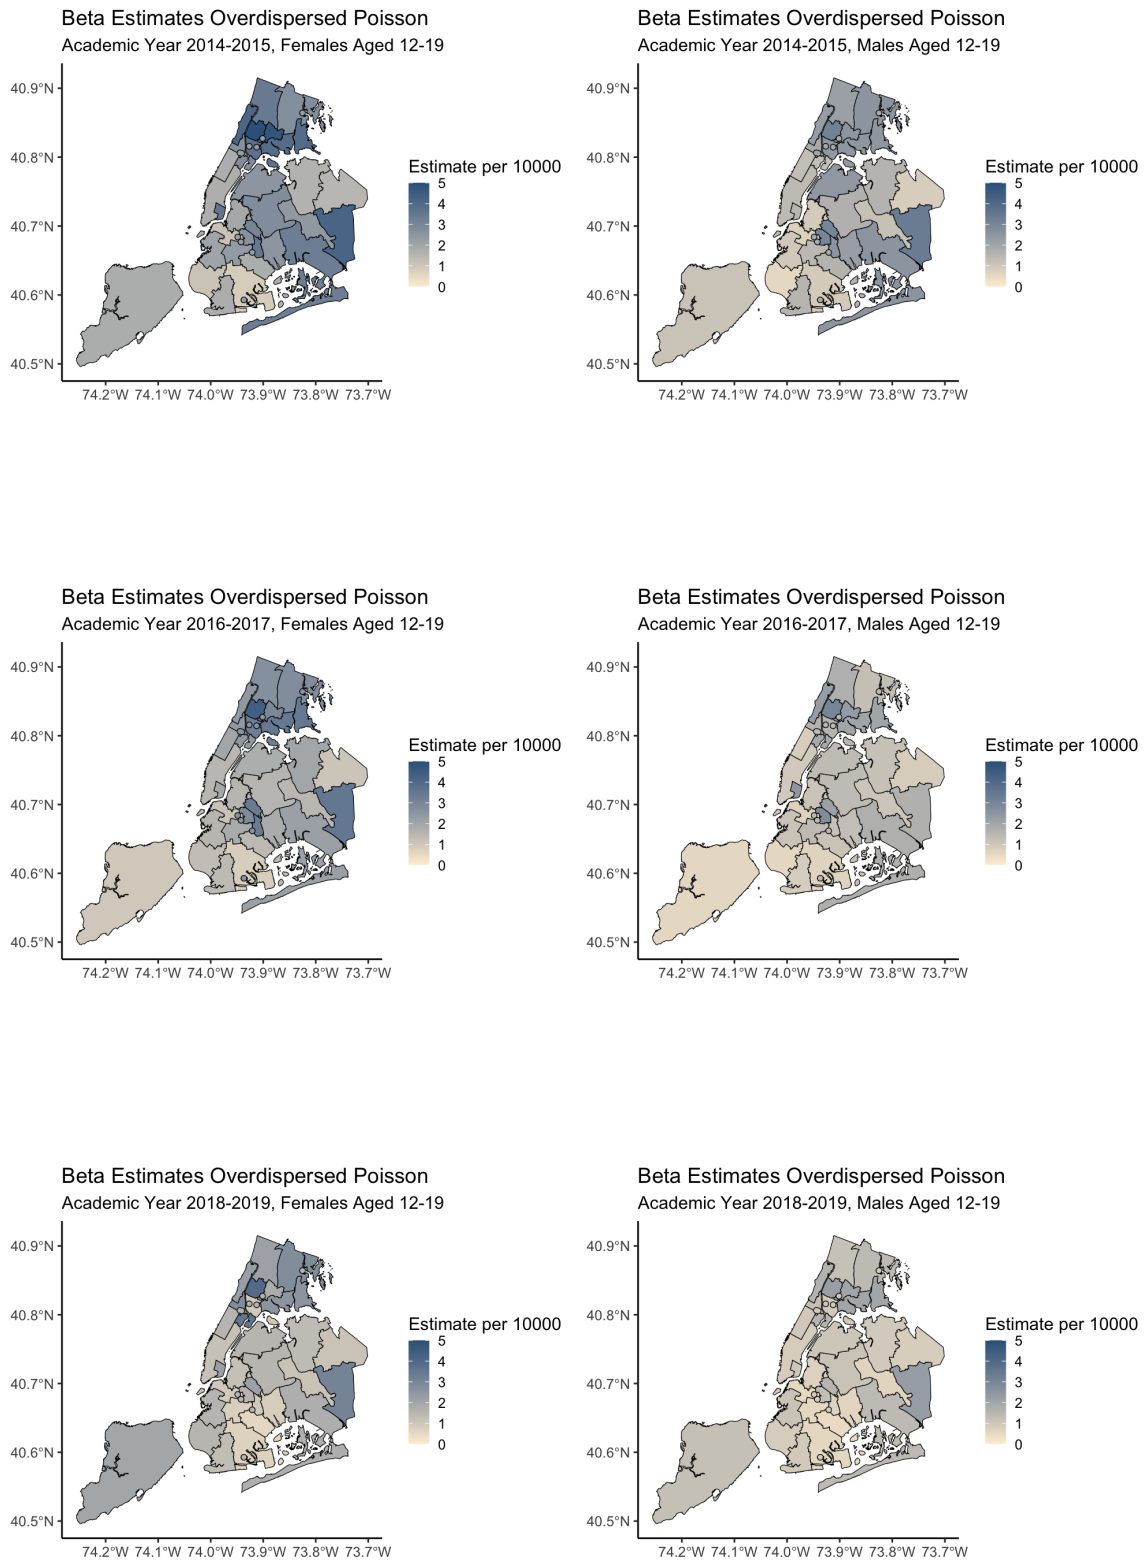 Beta Estimates Overdispersed Poisson
Academic Year 2014-2015, Females Aged 12-19
40.9°N
40.8°N
40.7°N
40.6°N
40.5°N
74.2°W 74.1°W 74.0°W 73.9°W 73.8°W 73.7°W
Estimate per 10000
5
4
3
2
1
0
Beta Estimates Overdispersed Poisson
Academic Year 2014-2015, Males Aged 12-19
40.9°N
40.8°N
40.7°N
40.6°N
40.5°N
74.2°W 74.1°W 74.0°W 73.9°W 73.8°W 73.7°W
Estimate per 10000
5
4
3
2
1
0
Beta Estimates Overdispersed Poisson
Academic Year 2016-2017, Females Aged 12-19
40.9°N
40.8°N
40.7°N
40.6°N
40.5°N
74.2°W 74.1°W 74.0°W 73.9°W 73.8°W 73.7°W
Estimate per 10000
5
4
3
2
1
0
Beta Estimates Overdispersed Poisson
Academic Year 2016-2017, Males Aged 12-19
40.9°N
40.8°N
40.7°N
40.6°N
40.5°N
74.2°W 74.1°W 74.0°W 73.9°W 73.8°W 73.7°W
Estimate per 10000
5
4
3
2
1
0
Beta Estimates Overdispersed Poisson
Academic Year 2018-2019, Females Aged 12-19
40.9°N
40.8°N
40.7°N
40.6°N
40.5°N
74.2°W 74.1°W 74.0°W 73.9°W 73.8°W 73.7°W
Estimate per 10000
5
4
3
2
1
0
Beta Estimates Overdispersed Poisson
Academic Year 2018-2019, Males Aged 12-19
40.9°N
40.8°N
40.7°N
40.6°N
40.5°N
74.2°W 74.1°W 74.0°W 73.9°W 73.8°W 73.7°W
Estimate per 10000
5
4
3
2
1
0